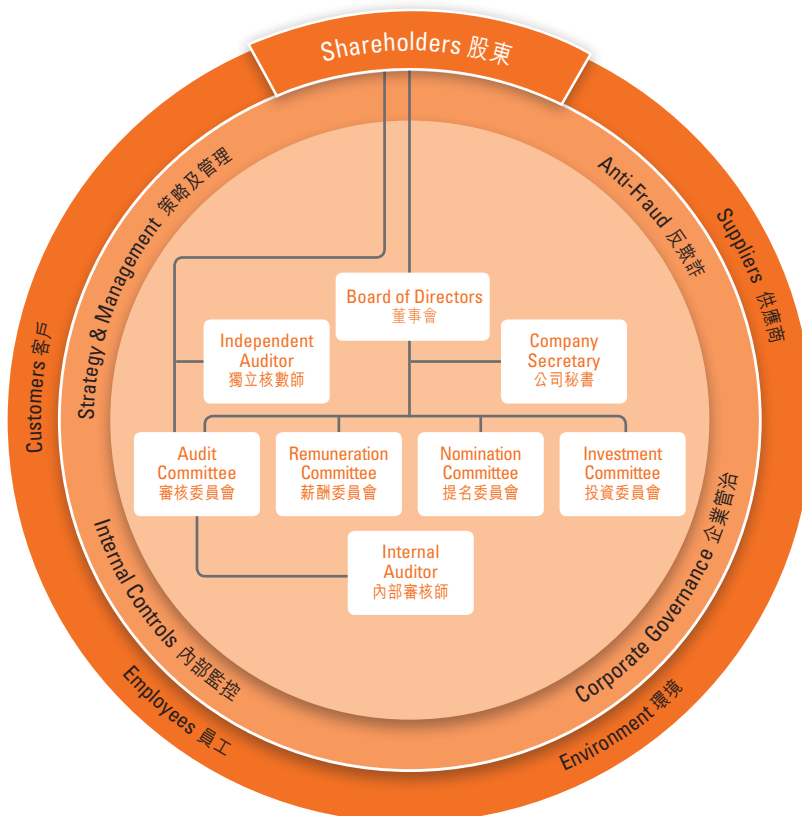 Shareholders 股東
Strategy & Management 策略及管理
Anti-Fraud 反欺詐
Suppliers 供應商
Customers 客戶
Board of Directors
董事會
Independent
Auditor
獨立核數師
Company
Secretary
公司秘書
Audit
Committee
審核委員會
Remuneration
Committee
薪酬委員會
Nomination
Committee
提名委員會
Investment
Committee
投資委員會
Internal
Auditor
內部審核師
Internal Controls 內部監控
Corporate Governance 企業管治
Employees 員工
Environment 環境